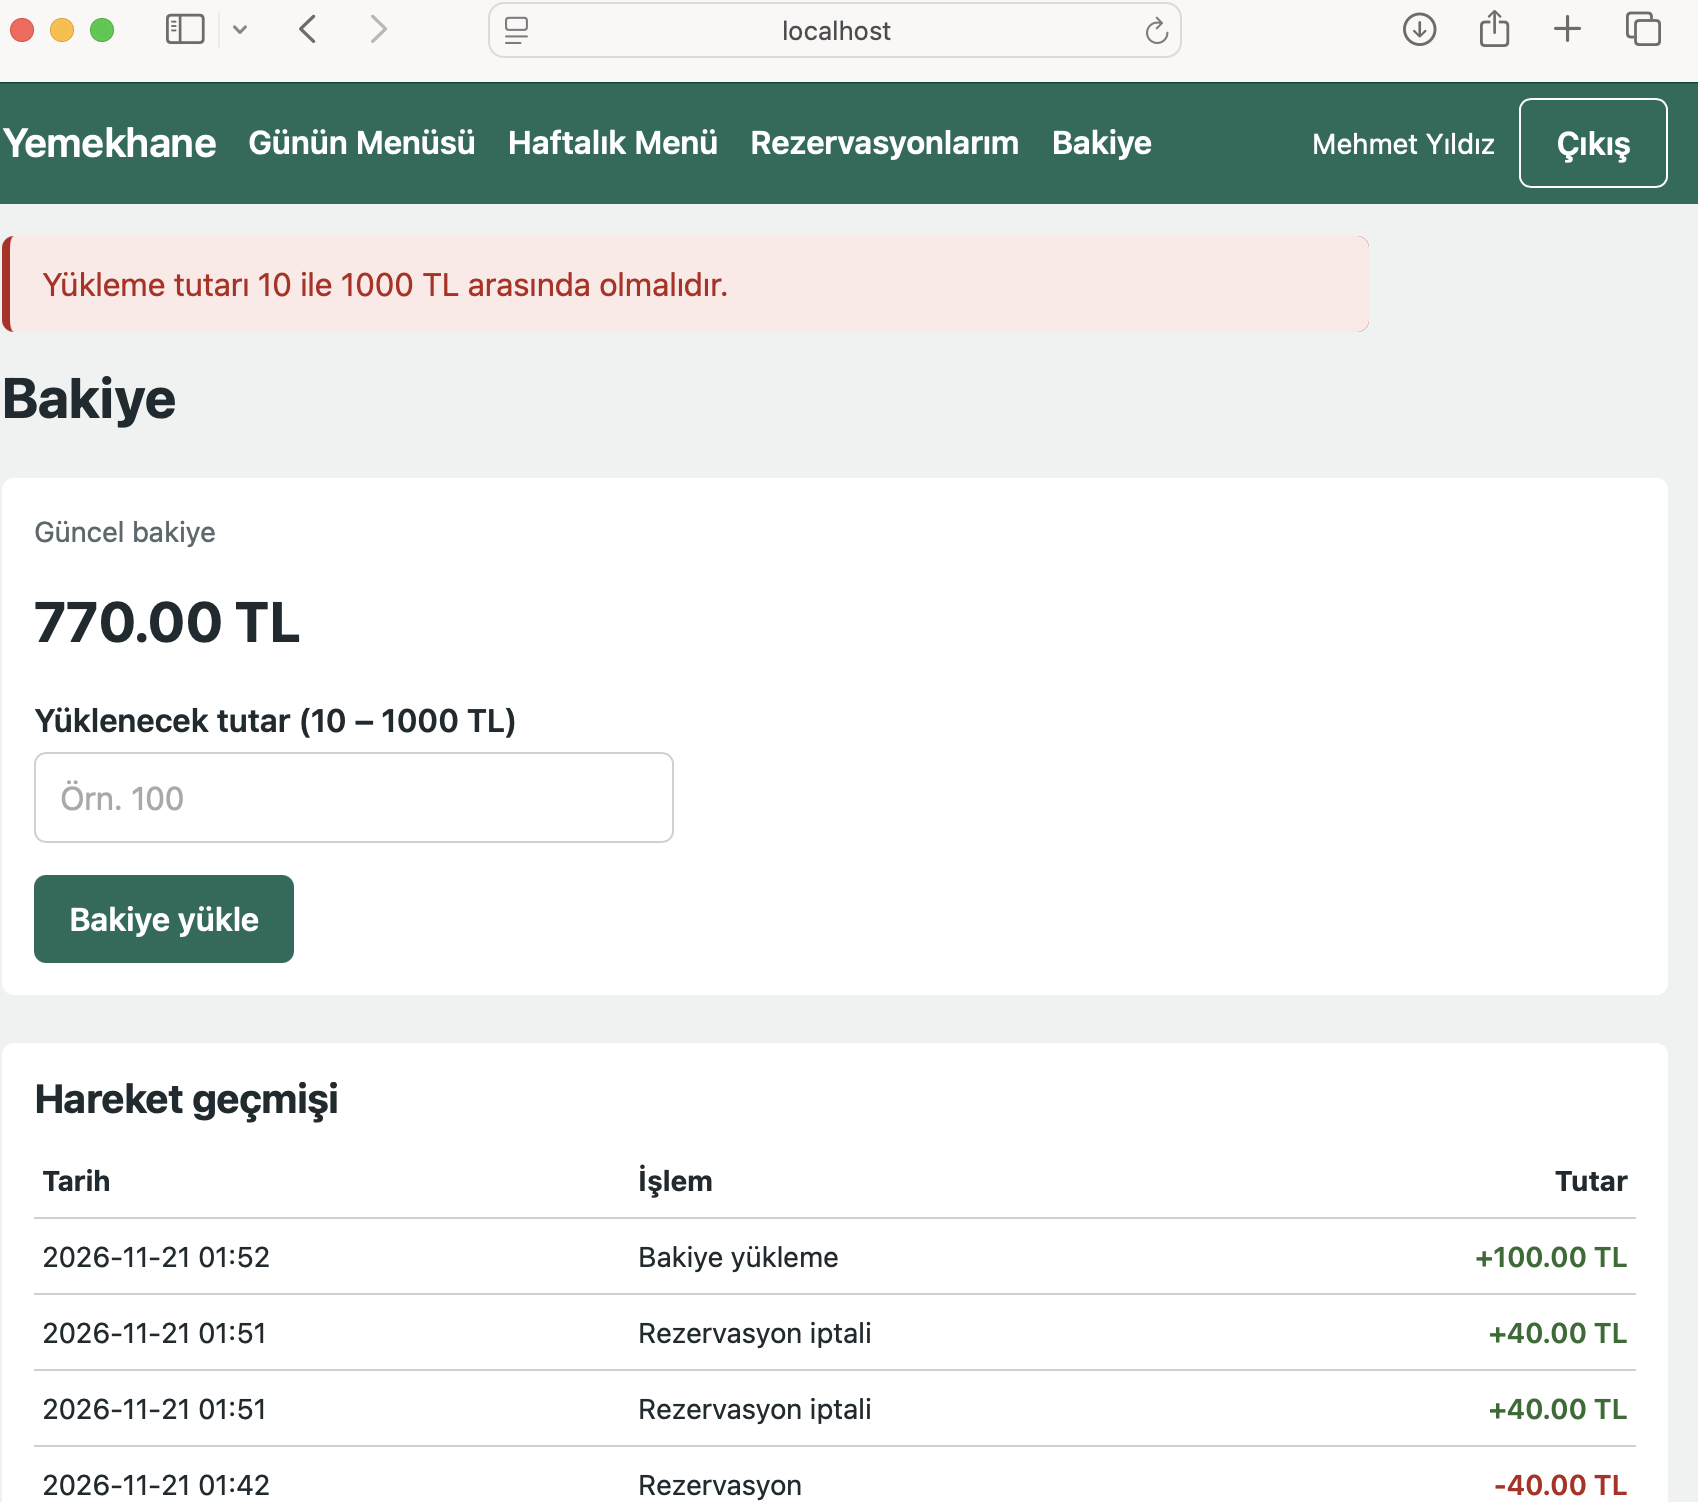 localhost
Yemekhane Günün Menüsü Haftalık Menü Rezervasyonlarım Bakiye Mehmet Yıldız Çıkış
Yükleme tutarı 10 ile 1000 TL arasında olmalıdır.
Bakiye
Güncel bakiye
770.00 TL
Yüklenecek tutar (10 – 1000 TL)
Örn. 100
Bakiye yükle
Hareket geçmişi
Tarih İşlem Tutar
2026-11-21 01:52 Bakiye yükleme +100.00 TL
2026-11-21 01:51 Rezervasyon iptali +40.00 TL
2026-11-21 01:51 Rezervasyon iptali +40.00 TL
2026-11-21 01:42 Rezervasyon -40.00 TL